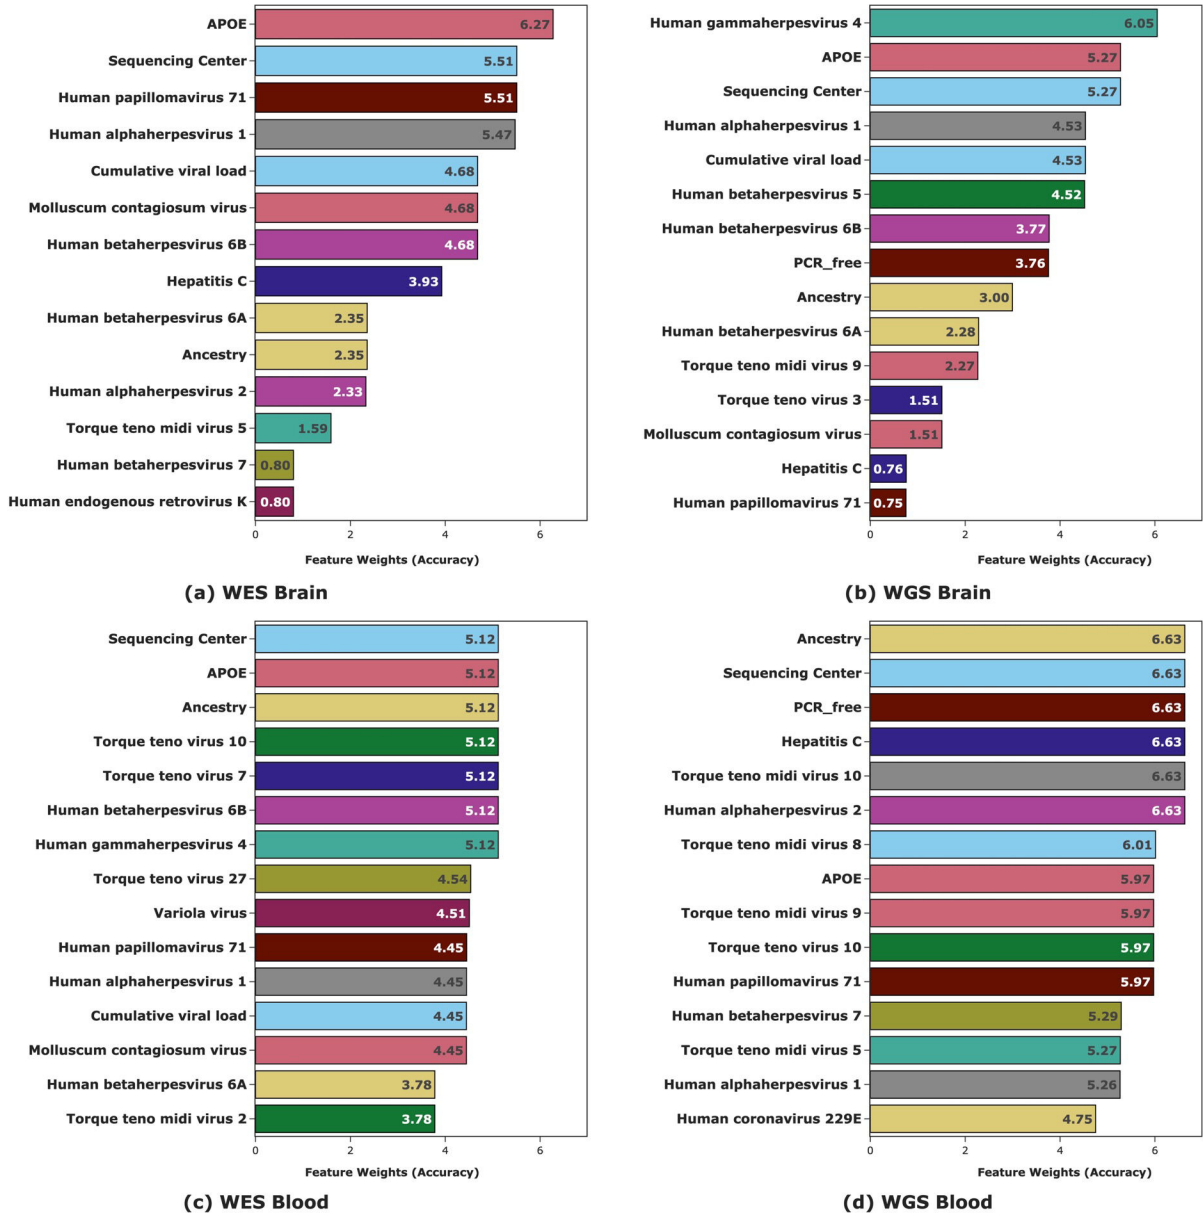 APOE 6.27
Sequencing Center 5.51
Human papillomavirus 71 5.51
Human alphaherpesvirus 1 5.47
Cumulative viral load 4.68
Molluscum contagiosum virus 4.68
Human betaherpesvirus 6B 4.68
Hepatitis C 3.93
Human betaherpesvirus 6A 2.35
Ancestry 2.35
Human alphaherpesvirus 2 2.33
Torque teno midi virus 5 1.59
Human betaherpesvirus 7 0.80
Human endogenous retrovirus K 0.80
0 2 4 6
Feature Weights (Accuracy)
(a) WES Brain
Human gammaherpesvirus 4 6.05
APOE 5.27
Sequencing Center 5.27
Human alphaherpesvirus 1 4.53
Cumulative viral load 4.53
Human betaherpesvirus 5 4.52
Human betaherpesvirus 6B 3.77
PCR_free 3.76
Ancestry 3.00
Human betaherpesvirus 6A 2.28
Torque teno midi virus 9 2.27
Torque teno virus 3 1.51
Molluscum contagiosum virus 1.51
Hepatitis C 0.76
Human papillomavirus 71 0.75
0 2 4 6
Feature Weights (Accuracy)
(b) WGS Brain
Sequencing Center 5.12
APOE 5.12
Ancestry 5.12
Torque teno virus 10 5.12
Torque teno virus 7 5.12
Human betaherpesvirus 6B 5.12
Human gammaherpesvirus 4 5.12
Torque teno virus 27 4.54
Variola virus 4.51
Human papillomavirus 71 4.45
Human alphaherpesvirus 1 4.45
Cumulative viral load 4.45
Molluscum contagiosum virus 4.45
Human betaherpesvirus 6A 3.78
Torque teno midi virus 2 3.78
0 2 4 6
Feature Weights (Accuracy)
(c) WES Blood
Ancestry 6.63
Sequencing Center 6.63
PCR_free 6.63
Hepatitis C 6.63
Torque teno midi virus 10 6.63
Human alphaherpesvirus 2 6.63
Torque teno midi virus 8 6.01
APOE 5.97
Torque teno midi virus 9 5.97
Torque teno virus 10 5.97
Human papillomavirus 71 5.97
Human betaherpesvirus 7 5.29
Torque teno midi virus 5 5.27
Human alphaherpesvirus 1 5.26
Human coronavirus 229E 4.75
0 2 4 6
Feature Weights (Accuracy)
(d) WGS Blood